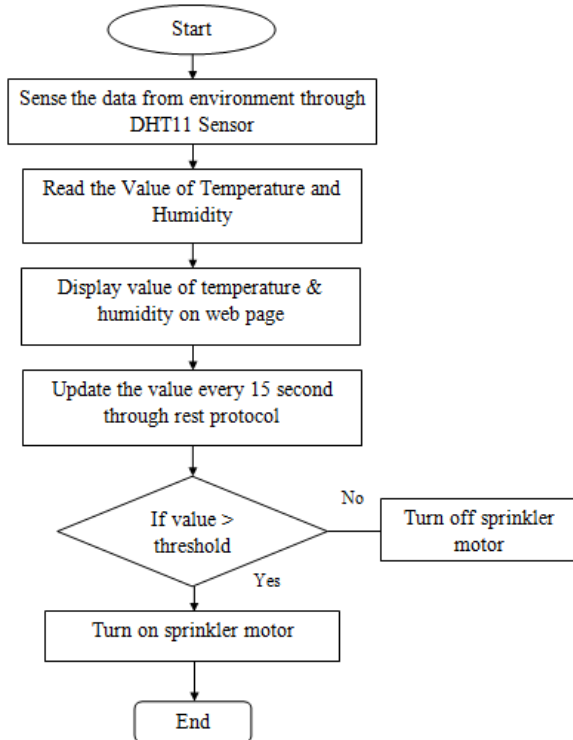 Start
Sense the data from environment through
DHT11 Sensor
Read the Value of Temperature and
Humidity
Display value of temperature &
humidity on web page
Update the value every 15 second
through rest protocol
If value >
threshold
No
Turn off sprinkler
motor
Yes
Turn on sprinkler motor
End